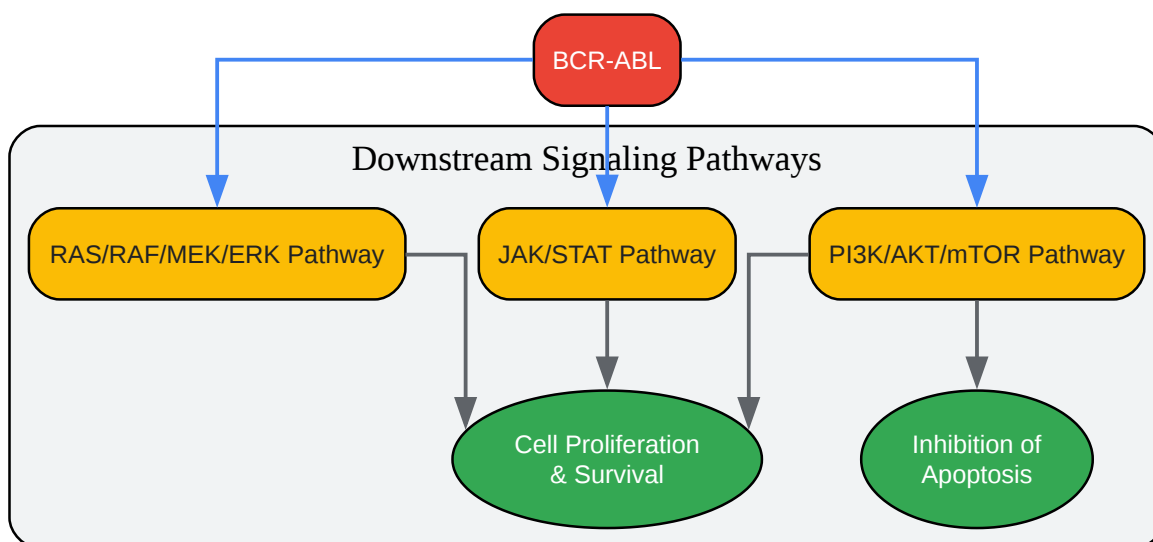 BCR-ABL
Downstream Signaling Pathways
RAS/RAF/MEK/ERK Pathway
JAK/STAT Pathway
PI3K/AKT/mTOR Pathway
Cell Proliferation
& Survival
Inhibition of
Apoptosis